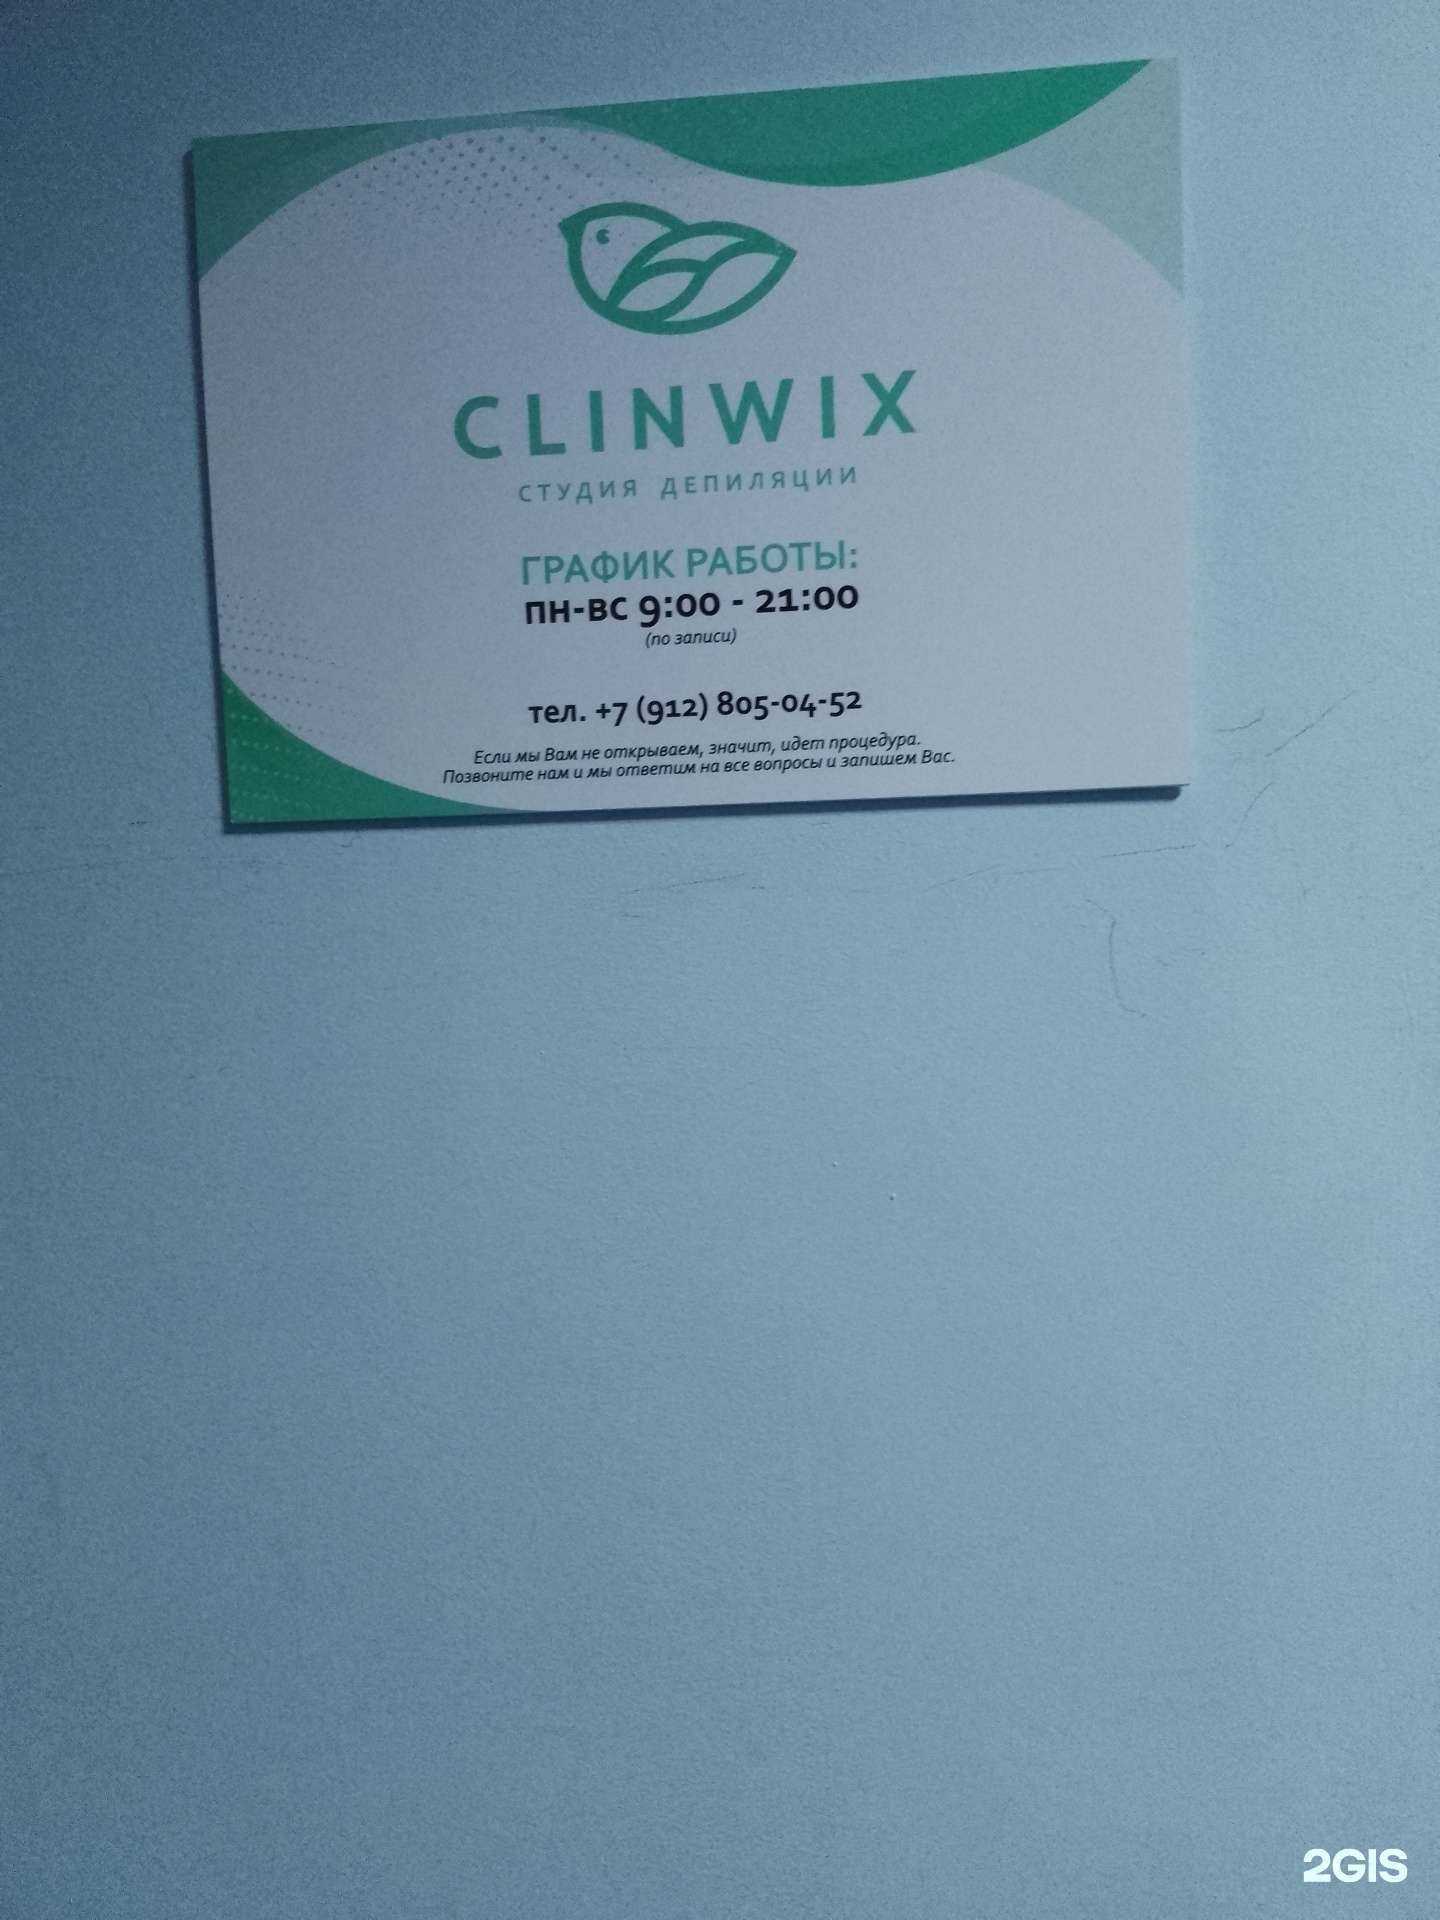 CLINWIX
СТУДИЯ ДЕПИЛЯЦИИ
ГРАФИК РАБОТЫ:
ПН-ВС 9:00 - 21:00
(по записи)
тел. +7 (912) 805-04-52
Если мы Вам не открываем, значит, идет процедура.
Позвоните нам и мы ответим на все вопросы и запишем Вас.
2GIS